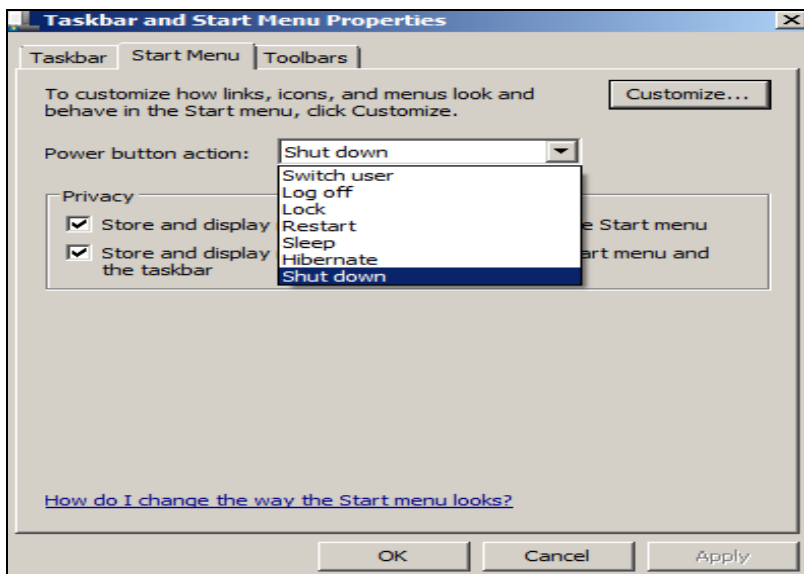 Taskbar and Start Menu Properties
Taskbar Start Menu Toolbars
To customize how links, icons, and menus look and
behave in the Start menu, click Customize.
Customize...
Power button action: Shut down
Switch user
Log off
Lock
Restart
Sleep
Hibernate
Shut down
Privacy
Store and display e Start menu
Store and display art menu and
the taskbar
How do I change the way the Start menu looks?
OK Cancel Apply